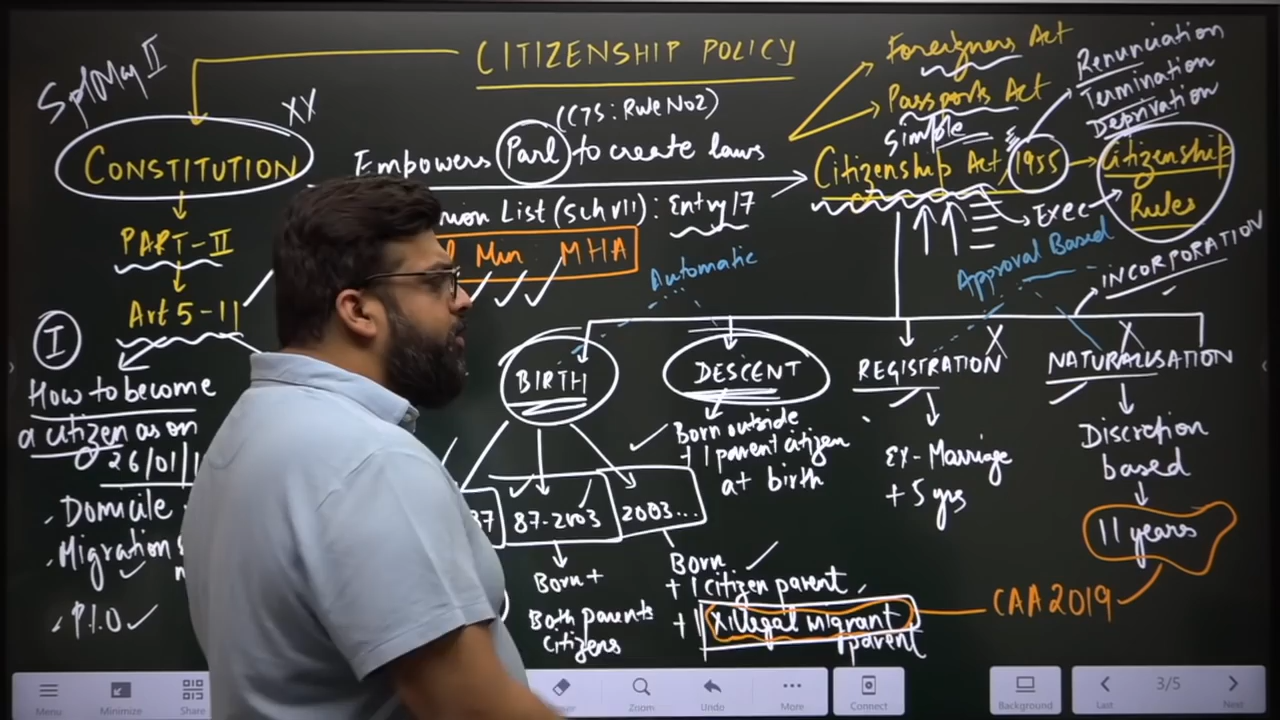 Spl May II
CITIZENSHIP POLICY
Foreigners Act
Passports Act
Simple
Renunciation
Termination
Deprivation
XX
CONSTITUTION
(C7S: Rule No2)
Empowers Parl to create laws
Citizenship Act, 1955
Citizenship
Rules
Exec
nion List (Sch VII): Entry 17
Min MHA
PART-II
Art 5-11
Automatic
Approval Based
INCORPORATION
I
How to become
a citizen as on
26/01/1
. Domicile
. Migration
. P.I.O
BIRTH
DESCENT
REGISTRATION X
NATURALISATION X
Born outside
+ 1 parent citizen
at birth
Ex- Marriage
+ 5 yrs
Discretion
based
11 years
CAA 2019
87
87-2003
2003...
Born +
Both parents
citizens
Born
+ 1 citizen parent
+ 1 X illegal migrant
parent
Menu
Minimize
Share
Zoom
Undo
More
Connect
Background
Last
3/5
Next